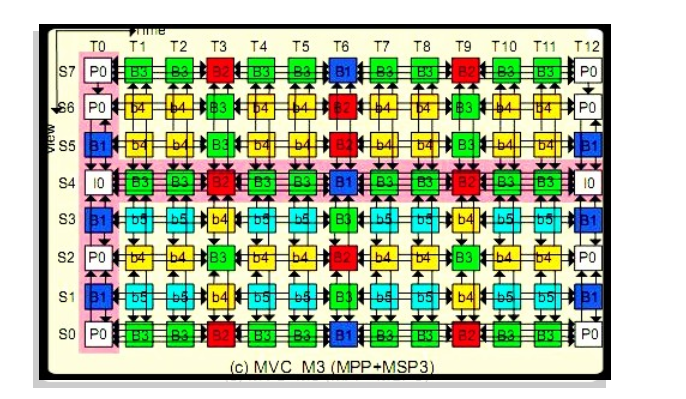 Time
T0 T1 T2 T3 T4 T5 T6 T7 T8 T9 T10 T11 T12
S7 P0 B3 B3 B2 B3 B3 B1 B3 B3 B2 B3 B3 P0
S6 P0 b4 b4 B3 b4 b4 B2 b4 b4 B3 b4 b4 P0
view
S5 B1 b4 b4 B3 b4 b4 B2 b4 b4 B3 b4 b4 B1
S4 I0 B3 B3 B2 B3 B3 B1 B3 B3 B2 B3 B3 I0
S3 B1 b5 b5 b4 b5 b5 B3 b5 b5 b4 b5 b5 B1
S2 P0 b4 b4 B3 b4 b4 B2 b4 b4 B3 b4 b4 P0
S1 B1 b5 b5 b4 b5 b5 B3 b5 b5 b4 b5 b5 B1
S0 P0 B3 B3 B2 B3 B3 B1 B3 B3 B2 B3 B3 P0
(c) MVC_M3 (MPP+MSP3)